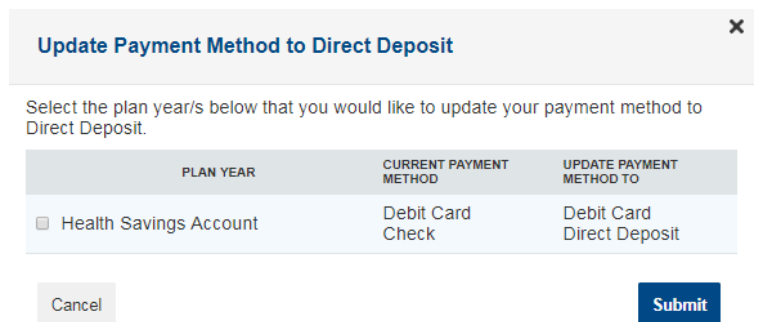 Update Payment Method to Direct Deposit
Select the plan year/s below that you would like to update your payment method to
Direct Deposit.
PLAN YEAR
CURRENT PAYMENT
METHOD
UPDATE PAYMENT
METHOD TO
Health Savings Account
Debit Card
Check
Debit Card
Direct Deposit
Cancel
Submit